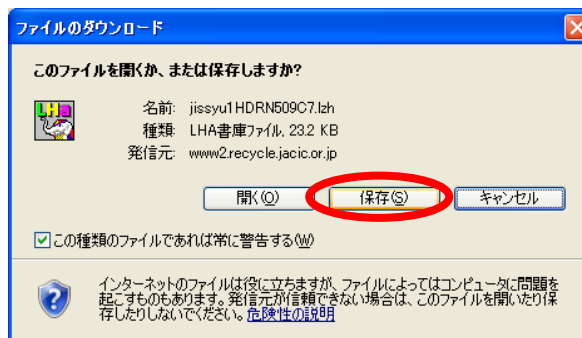 ファイルのダウンロード
このファイルを開くか、または保存しますか?
LHa
名前: jissyu1HDRN509C7.lzh
種類: LHA書庫ファイル, 23.2 KB
発信元: www2.recycle.jacic.or.jp
開く(O) 保存(S) キャンセル
この種類のファイルであれば常に警告する(W)
インターネットのファイルは役に立ちますが、ファイルによってはコンピュータに問題を
起こすものもあります。発信元が信頼できない場合は、このファイルを開いたり保
存したりしないでください。危険性の説明